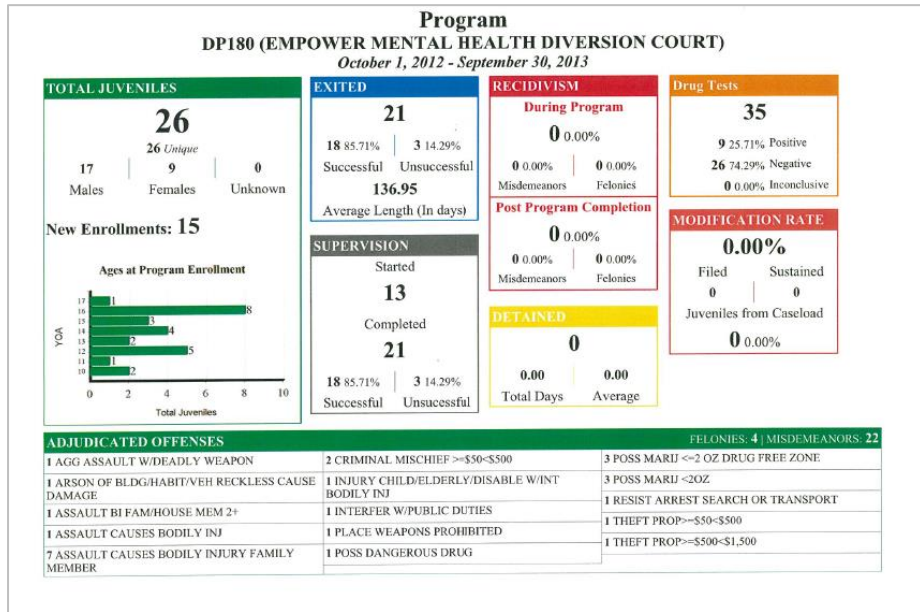 Program
DP180 (EMPOWER MENTAL HEALTH DIVERSION COURT)
October 1, 2012 - September 30, 2013
TOTAL JUVENILES
26
26 Unique
17 9 0
Males Females Unknown
New Enrollments: 15
Ages at Program Enrollment
YOA
17 1
16 8
15 3
14 4
13 2
12 5
11 1
10 2
0 2 4 6 8 10
Total Juveniles
EXITED
21
18 85.71% 3 14.29%
Successful Unsuccessful
136.95
Average Length (In days)
SUPERVISION
Started
13
Completed
21
18 85.71% 3 14.29%
Successful Unsucessful
RECIDIVISM
During Program
0 0.00%
0 0.00% 0 0.00%
Misdemeanors Felonies
Post Program Completion
0 0.00%
0 0.00% 0 0.00%
Misdemeanors Felonies
DETAINED
0
0.00 0.00
Total Days Average
Drug Tests
35
9 25.71% Positive
26 74.29% Negative
0 0.00% Inconclusive
MODIFICATION RATE
0.00%
Filed Sustained
0 0
Juveniles from Caseload
0 0.00%
ADJUDICATED OFFENSES FELONIES: 4 | MISDEMEANORS: 22
1 AGG ASSAULT W/DEADLY WEAPON
1 ARSON OF BLDG/HABIT/VEH RECKLESS CAUSE
DAMAGE
1 ASSAULT BI FAM/HOUSE MEM 2+
1 ASSAULT CAUSES BODILY INJ
7 ASSAULT CAUSES BODILY INJURY FAMILY
MEMBER
2 CRIMINAL MISCHIEF >=$50<$500
1 INJURY CHILD/ELDERLY/DISABLE W/INT
BODILY INJ
1 INTERFER W/PUBLIC DUTIES
1 PLACE WEAPONS PROHIBITED
1 POSS DANGEROUS DRUG
3 POSS MARIJ <=2 OZ DRUG FREE ZONE
3 POSS MARIJ <2OZ
1 RESIST ARREST SEARCH OR TRANSPORT
1 THEFT PROP>=$50<$500
1 THEFT PROP>=$500<$1,500